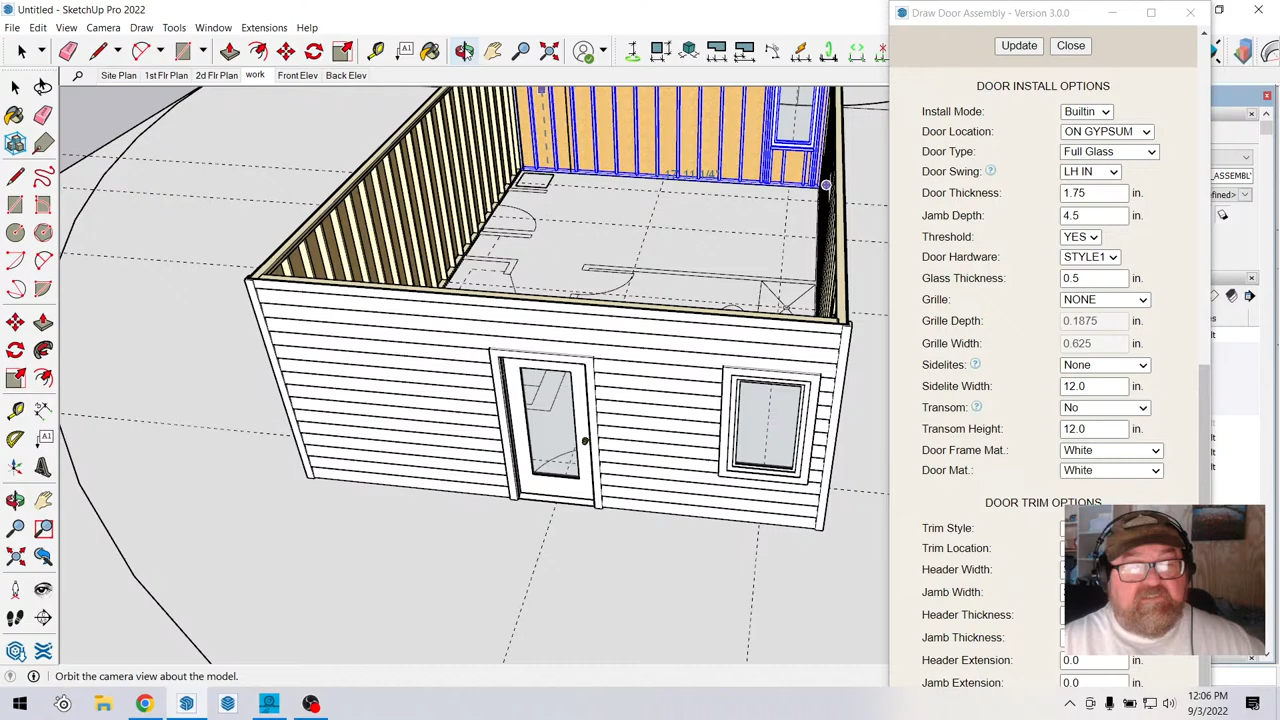 Untitled - SketchUp Pro 2022
Draw Door Assembly - Version 3.0.0
File Edit View Camera Draw Tools Window Extensions Help
A1
Update Close
Site Plan 1st Flr Plan 2d Flr Plan work Front Elev Back Elev
DOOR INSTALL OPTIONS
Install Mode: Builtin
Door Location: ON GYPSUM
Door Type: Full Glass
Door Swing: ? LH IN
Door Thickness: 1.75 in.
Jamb Depth: 4.5 in.
Threshold: YES
Door Hardware: STYLE1
Glass Thickness: 0.5 in.
Grille: NONE
Grille Depth: 0.1875 in.
Grille Width: 0.625 in.
Sidelites: ? None
Sidelite Width: 12.0 in.
Transom: ? No
Transom Height: 12.0 in.
Door Frame Mat.: White
Door Mat.: White
DOOR TRIM OPTIONS
Trim Style:
Trim Location:
Header Width:
Jamb Width:
Header Thickness:
Jamb Thickness:
Header Extension: 0.0 in.
Jamb Extension: 0.0 in.
_ASSEMBLY
A1
Orbit the camera view about the model.
12:06 PM
9/3/2022